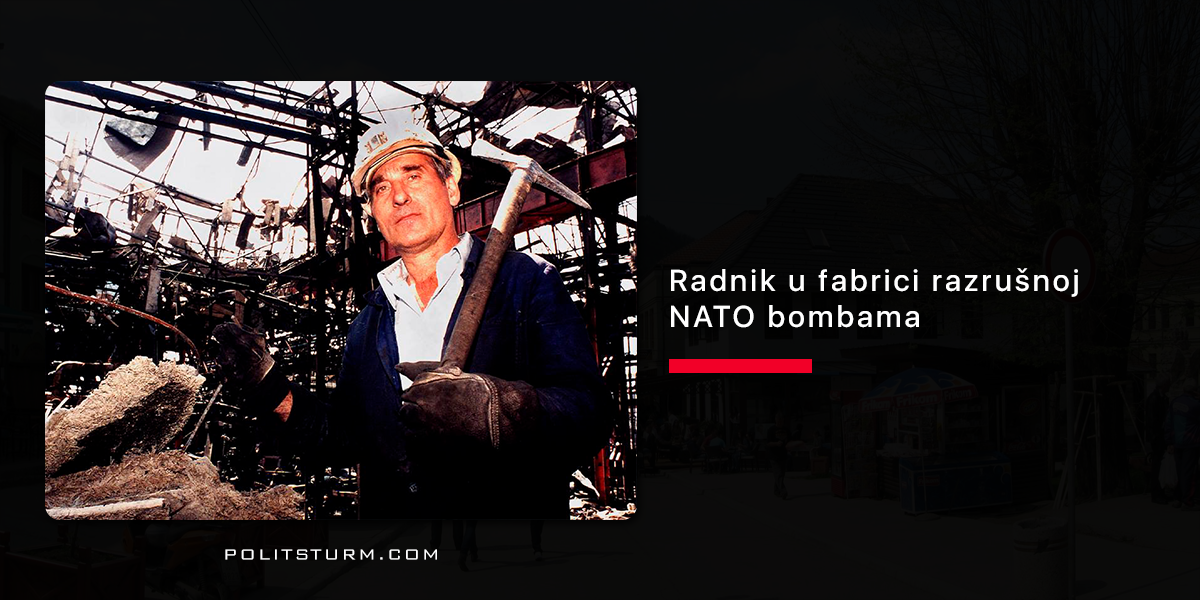 Radnik u fabrici razrušnoj
NATO bombama
POLITSTURM.COM